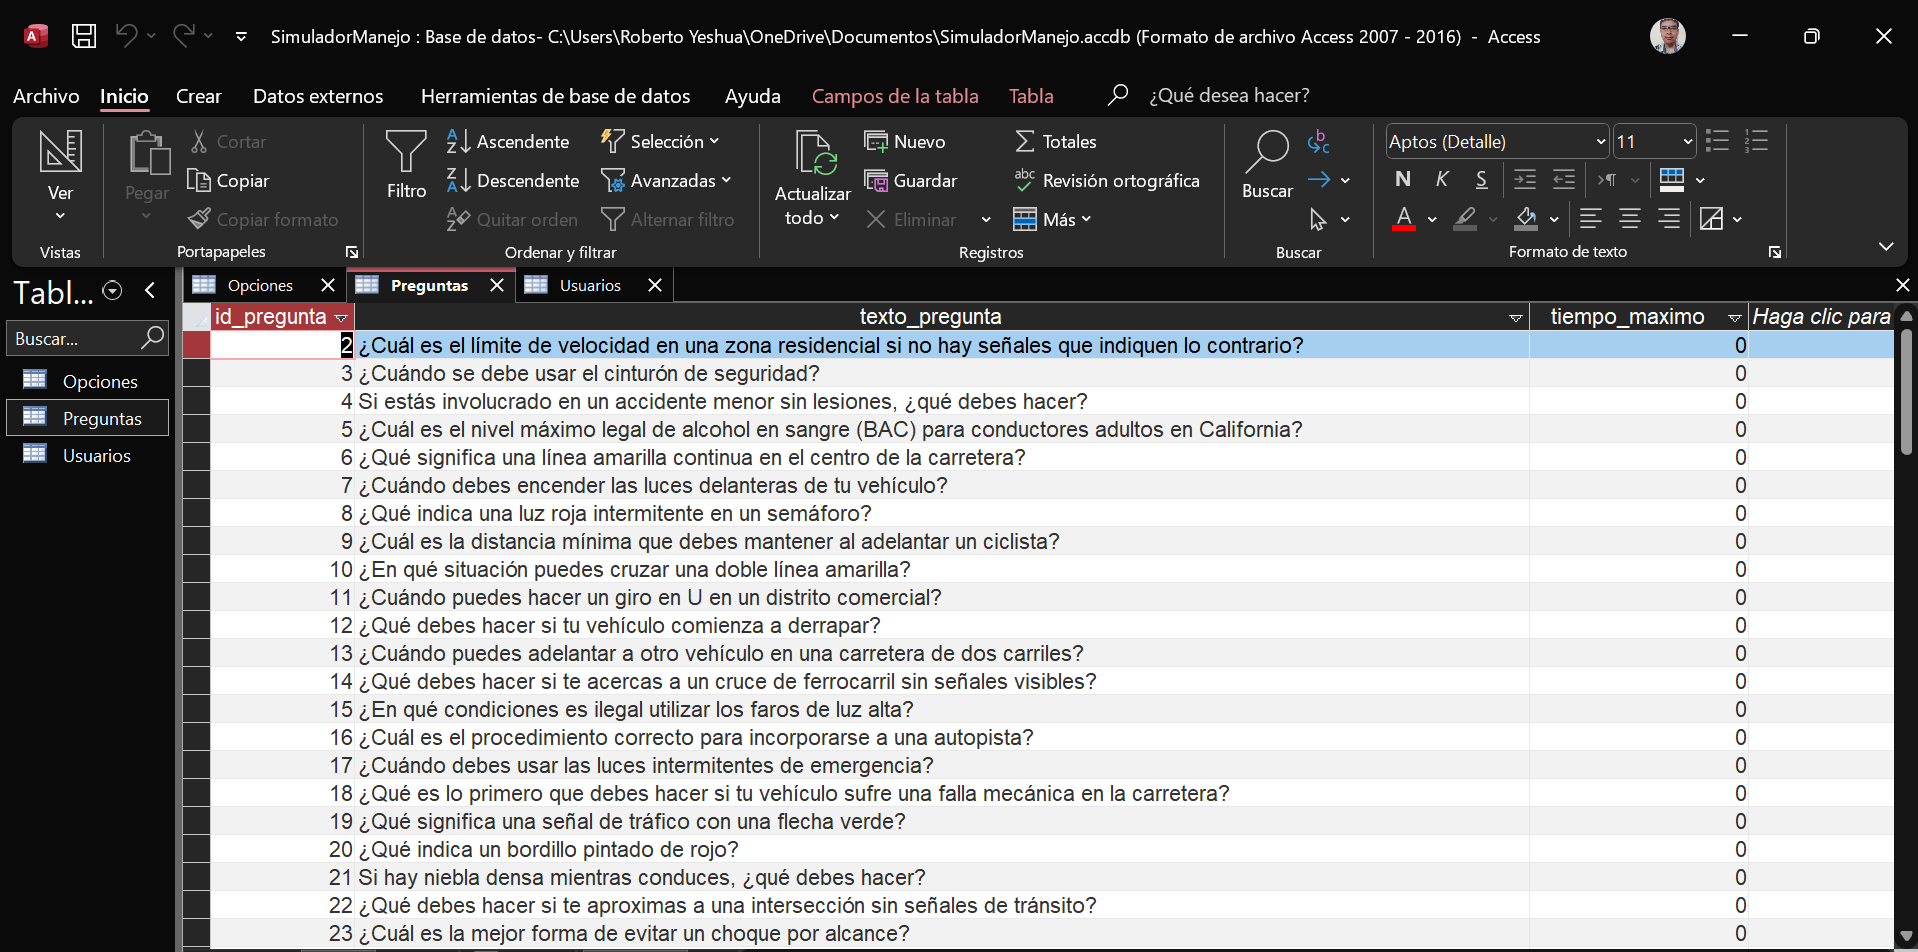 SimuladorManejo : Base de datos- C:\Users\Roberto Yeshua\OneDrive\Documentos\SimuladorManejo.accdb (Formato de archivo Access 2007 - 2016) - Access
Archivo Inicio Crear Datos externos Herramientas de base de datos Ayuda Campos de la tabla Tabla ¿Qué desea hacer?
Ver
Vistas
Pegar
Cortar
Copiar
Copiar formato
Portapapeles
Filtro
Ascendente
Descendente
Quitar orden
Selección
Avanzadas
Alternar filtro
Ordenar y filtrar
Actualizar
todo
Nuevo
Guardar
Eliminar
Totales
Revisión ortográfica
Más
Registros
Buscar
Buscar
Aptos (Detalle) 11
N K S
Formato de texto
Tabl...
Buscar...
Opciones
Preguntas
Usuarios
Opciones Preguntas Usuarios
id_pregunta texto_pregunta tiempo_maximo Haga clic para
2 ¿Cuál es el límite de velocidad en una zona residencial si no hay señales que indiquen lo contrario? 0
3 ¿Cuándo se debe usar el cinturón de seguridad? 0
4 Si estás involucrado en un accidente menor sin lesiones, ¿qué debes hacer? 0
5 ¿Cuál es el nivel máximo legal de alcohol en sangre (BAC) para conductores adultos en California? 0
6 ¿Qué significa una línea amarilla continua en el centro de la carretera? 0
7 ¿Cuándo debes encender las luces delanteras de tu vehículo? 0
8 ¿Qué indica una luz roja intermitente en un semáforo? 0
9 ¿Cuál es la distancia mínima que debes mantener al adelantar un ciclista? 0
10 ¿En qué situación puedes cruzar una doble línea amarilla? 0
11 ¿Cuándo puedes hacer un giro en U en un distrito comercial? 0
12 ¿Qué debes hacer si tu vehículo comienza a derrapar? 0
13 ¿Cuándo puedes adelantar a otro vehículo en una carretera de dos carriles? 0
14 ¿Qué debes hacer si te acercas a un cruce de ferrocarril sin señales visibles? 0
15 ¿En qué condiciones es ilegal utilizar los faros de luz alta? 0
16 ¿Cuál es el procedimiento correcto para incorporarse a una autopista? 0
17 ¿Cuándo debes usar las luces intermitentes de emergencia? 0
18 ¿Qué es lo primero que debes hacer si tu vehículo sufre una falla mecánica en la carretera? 0
19 ¿Qué significa una señal de tráfico con una flecha verde? 0
20 ¿Qué indica un bordillo pintado de rojo? 0
21 Si hay niebla densa mientras conduces, ¿qué debes hacer? 0
22 ¿Qué debes hacer si te aproximas a una intersección sin señales de tránsito? 0
23 ¿Cuál es la mejor forma de evitar un choque por alcance? 0